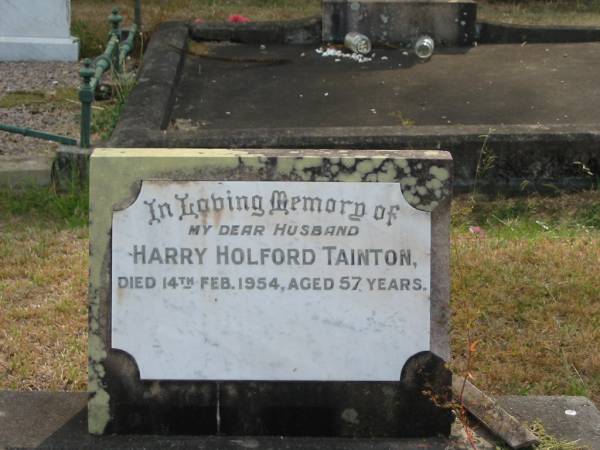 In Loving Memory of
MY DEAR HUSBAND
HARRY HOLFORD TAINTON,
DIED 14TH FEB. 1954, AGED 57 YEARS.